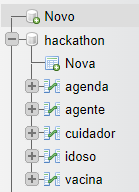 Novo
hackathon
Nova
agenda
agente
cuidador
idoso
vacina